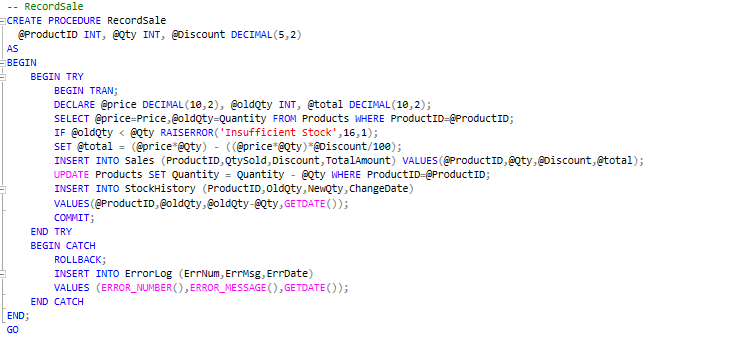 -- RecordSale
CREATE PROCEDURE RecordSale
@ProductID INT, @Qty INT, @Discount DECIMAL(5,2)
AS
BEGIN
BEGIN TRY
BEGIN TRAN;
DECLARE @price DECIMAL(10,2), @oldQty INT, @total DECIMAL(10,2);
SELECT @price=Price,@oldQty=Quantity FROM Products WHERE ProductID=@ProductID;
IF @oldQty < @Qty RAISERROR('Insufficient Stock',16,1);
SET @total = (@price*@Qty) - ((@price*@Qty)*@Discount/100);
INSERT INTO Sales (ProductID,QtySold,Discount,TotalAmount) VALUES(@ProductID,@Qty,@Discount,@total);
UPDATE Products SET Quantity = Quantity - @Qty WHERE ProductID=@ProductID;
INSERT INTO StockHistory (ProductID,OldQty,NewQty,ChangeDate)
VALUES(@ProductID,@oldQty,@oldQty-@Qty,GETDATE());
COMMIT;
END TRY
BEGIN CATCH
ROLLBACK;
INSERT INTO ErrorLog (ErrNum,ErrMsg,ErrDate)
VALUES (ERROR_NUMBER(),ERROR_MESSAGE(),GETDATE());
END CATCH
END;
GO